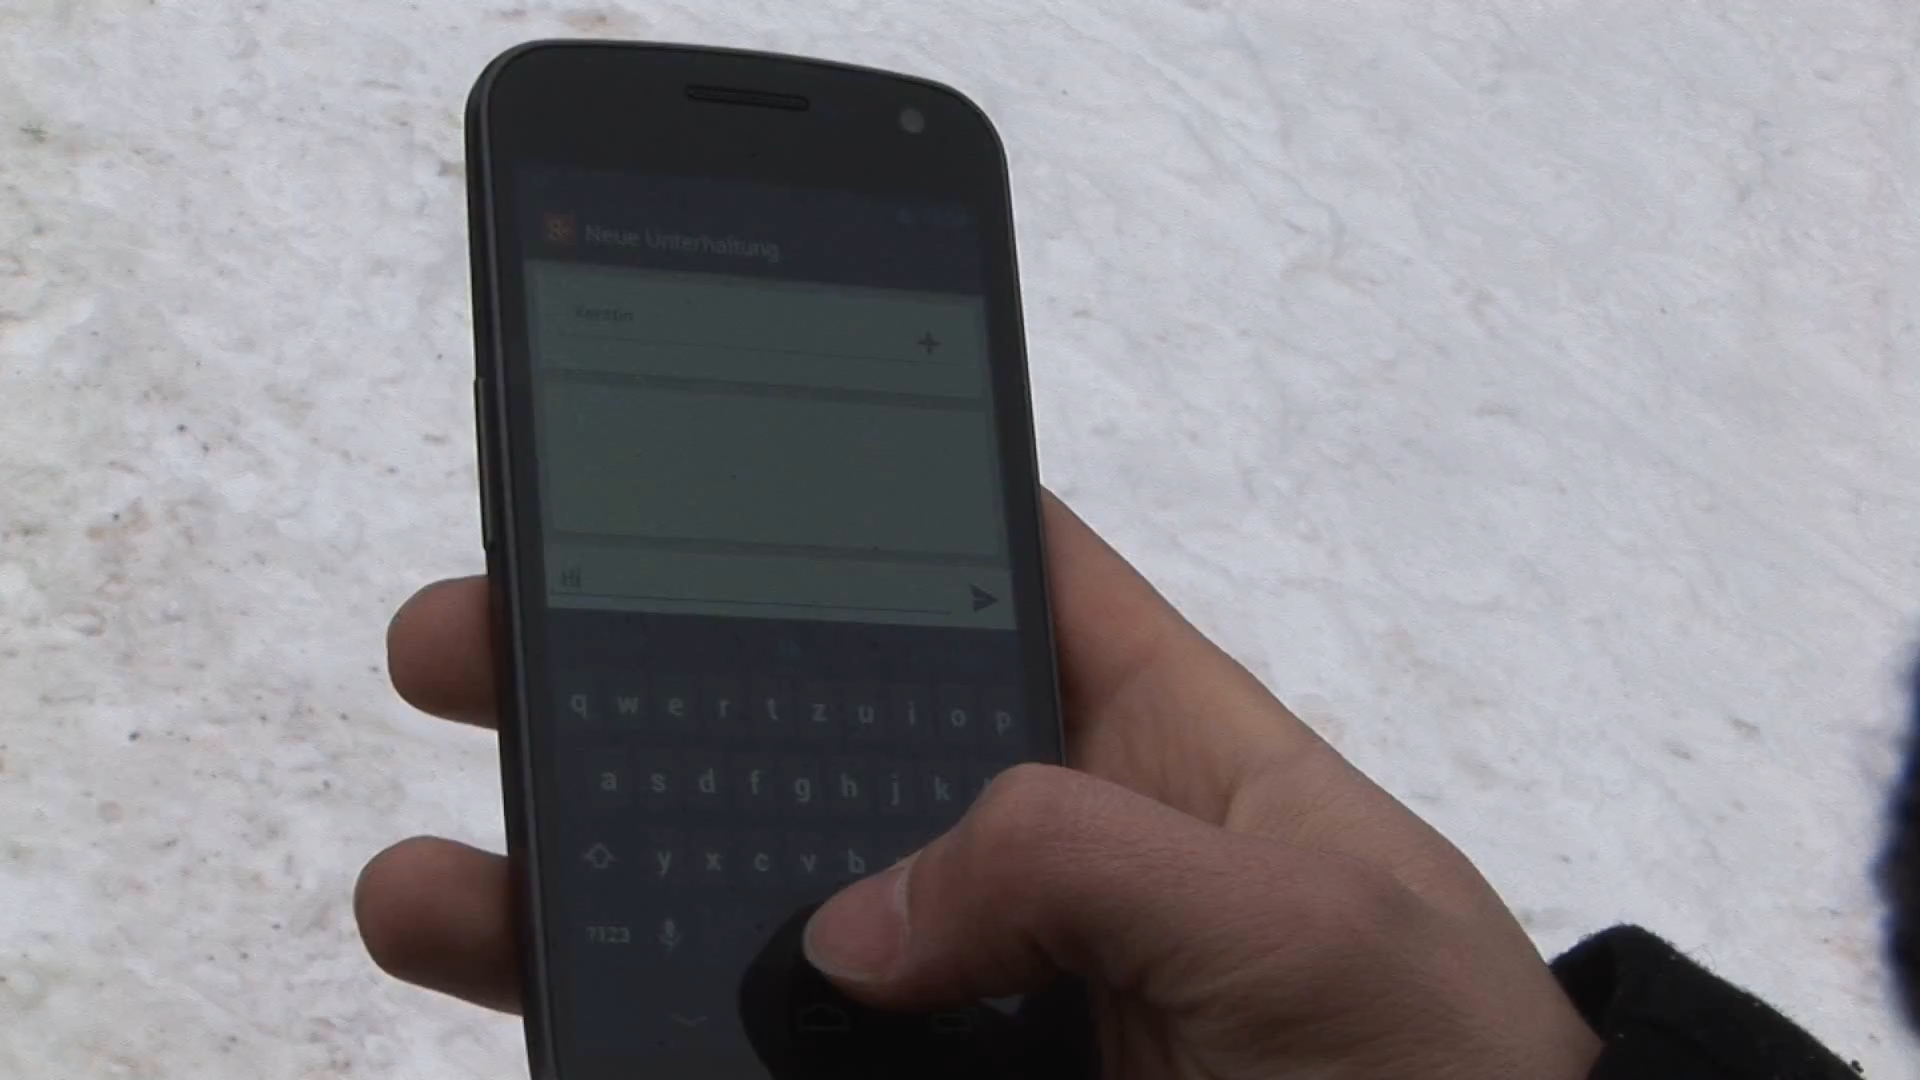 Neue Unterhaltung
Kerstin
Hi
q w e r t z u i o p
a s d f g h j k
y x c v b
?123